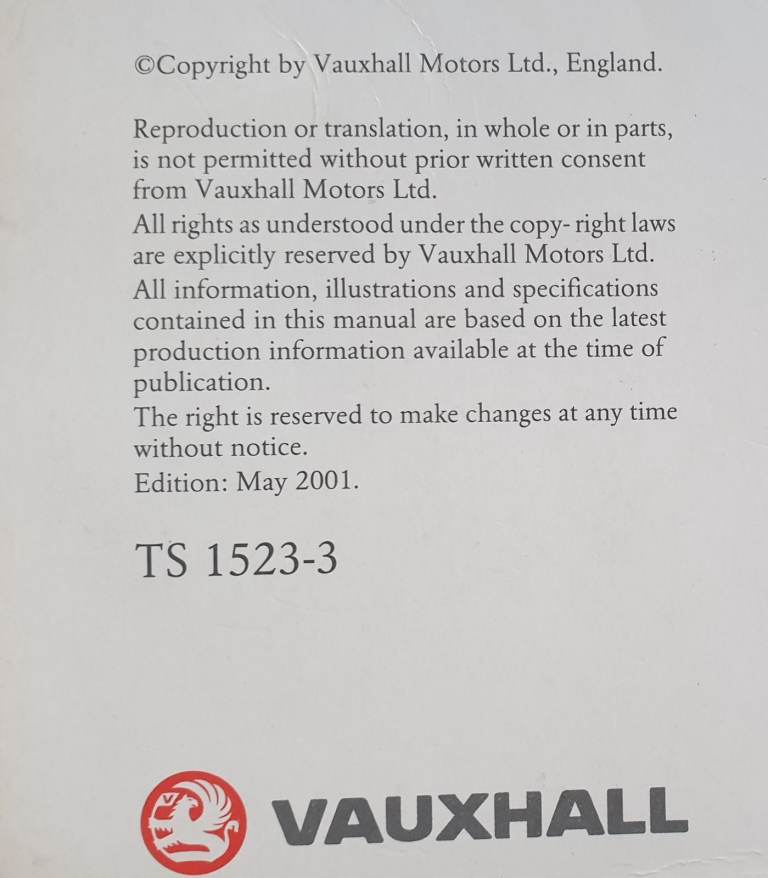 ©Copyright by Vauxhall Motors Ltd., England.
Reproduction or translation, in whole or in parts,
is not permitted without prior written consent
from Vauxhall Motors Ltd.
All rights as understood under the copy- right laws
are explicitly reserved by Vauxhall Motors Ltd.
All information, illustrations and specifications
contained in this manual are based on the latest
production information available at the time of
publication.
The right is reserved to make changes at any time
without notice.
Edition: May 2001.
TS 1523-3
V
VAUXHALL